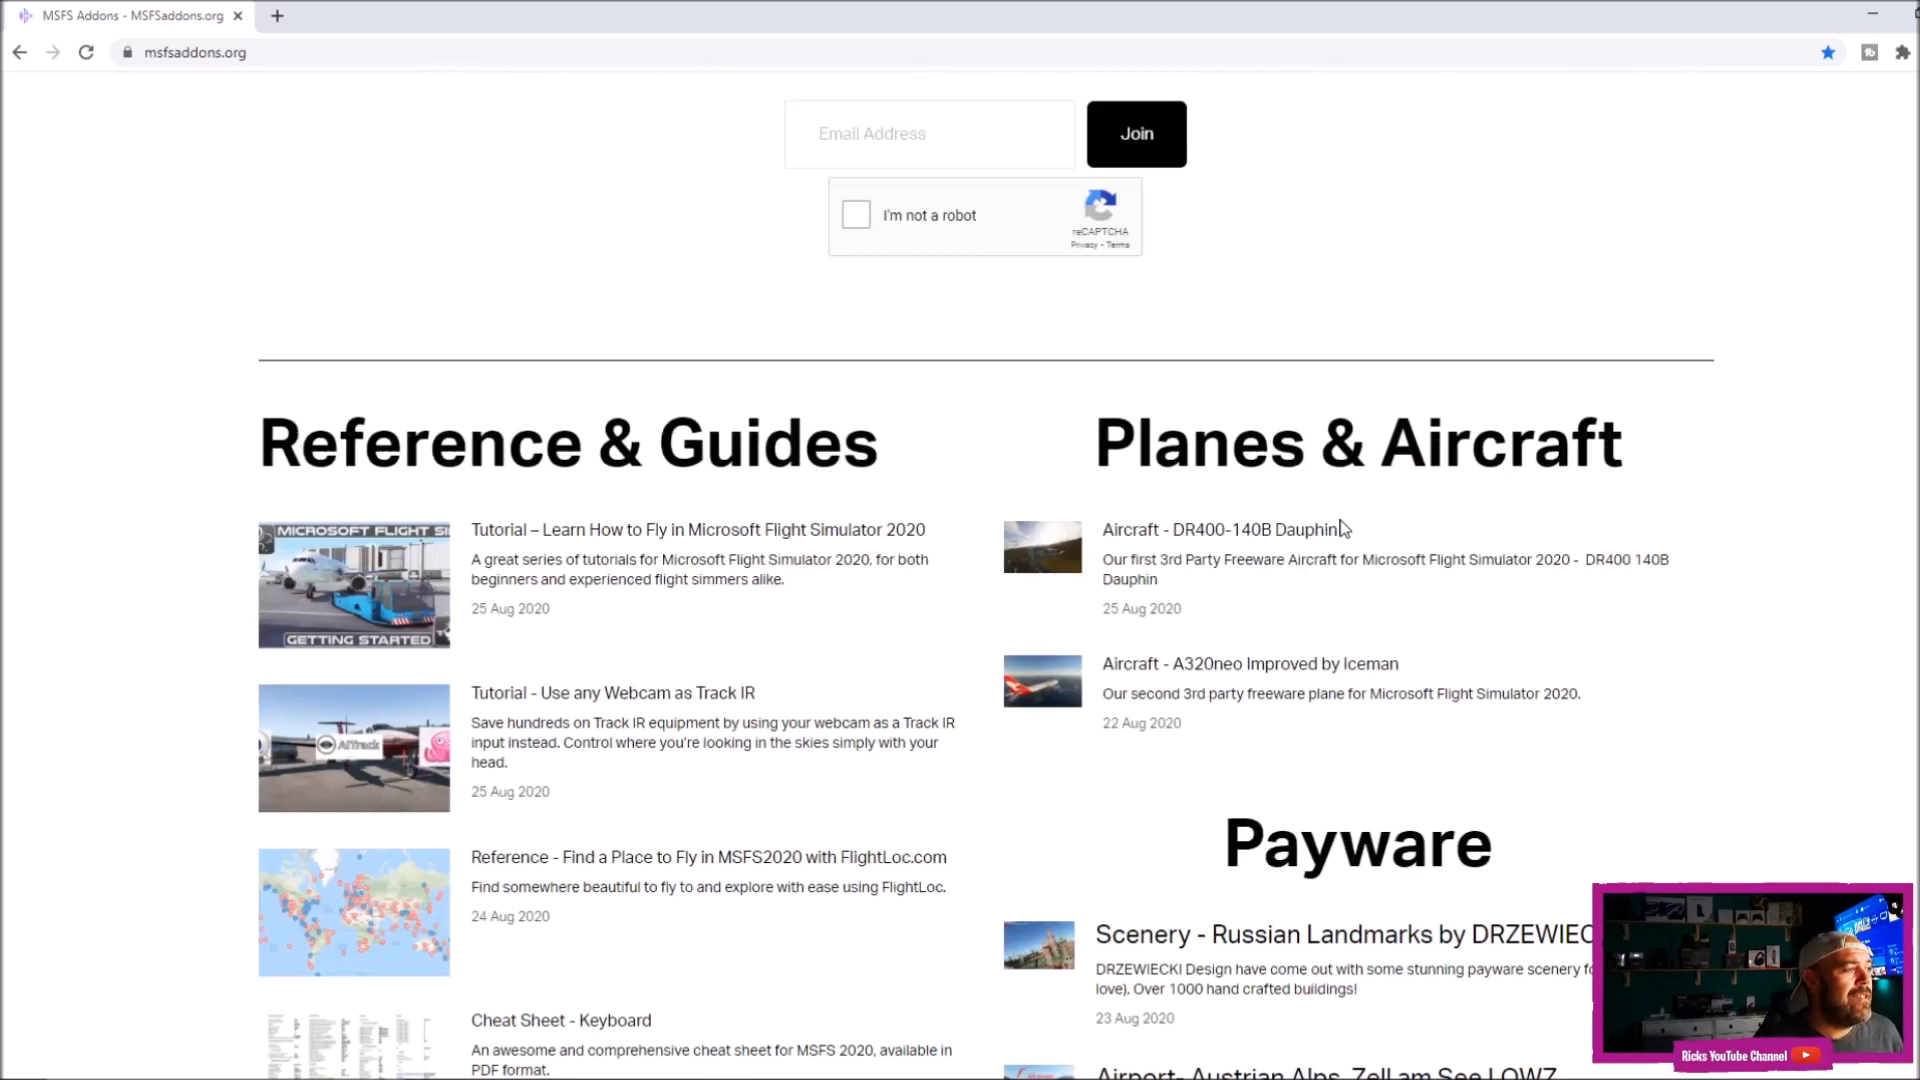 MSFS Addons - MSFSaddons.org
msfsaddons.org
Email Address
Join
I'm not a robot
reCAPTCHA
Privacy - Terms
Reference & Guides
MICROSOFT FLIGHT SI
GETTING STARTED
Tutorial – Learn How to Fly in Microsoft Flight Simulator 2020
A great series of tutorials for Microsoft Flight Simulator 2020, for both
beginners and experienced flight simmers alike.
25 Aug 2020
AITrack
Tutorial - Use any Webcam as Track IR
Save hundreds on Track IR equipment by using your webcam as a Track IR
input instead. Control where you're looking in the skies simply with your
head.
25 Aug 2020
Reference - Find a Place to Fly in MSFS2020 with FlightLoc.com
Find somewhere beautiful to fly to and explore with ease using FlightLoc.
24 Aug 2020
Cheat Sheet - Keyboard
An awesome and comprehensive cheat sheet for MSFS 2020, available in
PDF format.
Planes & Aircraft
Aircraft - DR400-140B Dauphin
Our first 3rd Party Freeware Aircraft for Microsoft Flight Simulator 2020 - DR400 140B
Dauphin
25 Aug 2020
Aircraft - A320neo Improved by Iceman
Our second 3rd party freeware plane for Microsoft Flight Simulator 2020.
22 Aug 2020
Payware
Scenery - Russian Landmarks by DRZEWIEC
DRZEWIECKI Design have come out with some stunning payware scenery fo
love). Over 1000 hand crafted buildings!
23 Aug 2020
Airport- Austrian Alps, Zell am See LOWZ
Ricks YouTube Channel